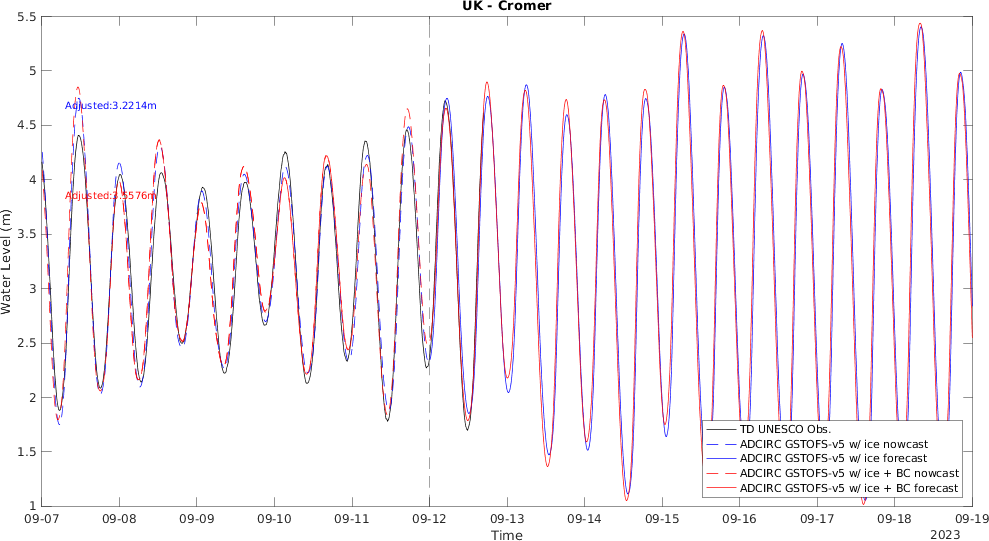 UK - Cromer
5.5
5
4.5
4
3.5
3
2.5
2
1.5
1
Water Level (m)
Adjusted:3.2214m
TD UNESCO Obs.
ADCIRC GSTOFS-v5 w/ ice nowcast
ADCIRC GSTOFS-v5 w/ ice forecast
ADCIRC GSTOFS-v5 w/ ice + BC nowcast
ADCIRC GSTOFS-v5 w/ ice + BC forecast
09-07 09-08 09-09 09-10 09-11 09-12 09-13 09-14 09-15 09-16 09-17 09-18 09-19
Time
2023